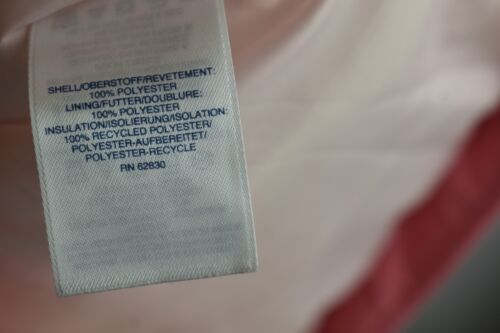 SHELL/OBERSTOFF/REVETEMENT:
100% POLYESTER
LINING/FUTTER/DOUBLURE:
100% POLYESTER
INSULATION/ISOLIERUNG/ISOLATION:
100% RECYCLED POLYESTER/
POLYESTER-AUFBEREITET/
POLYESTER-RECYCLE
RN 62830